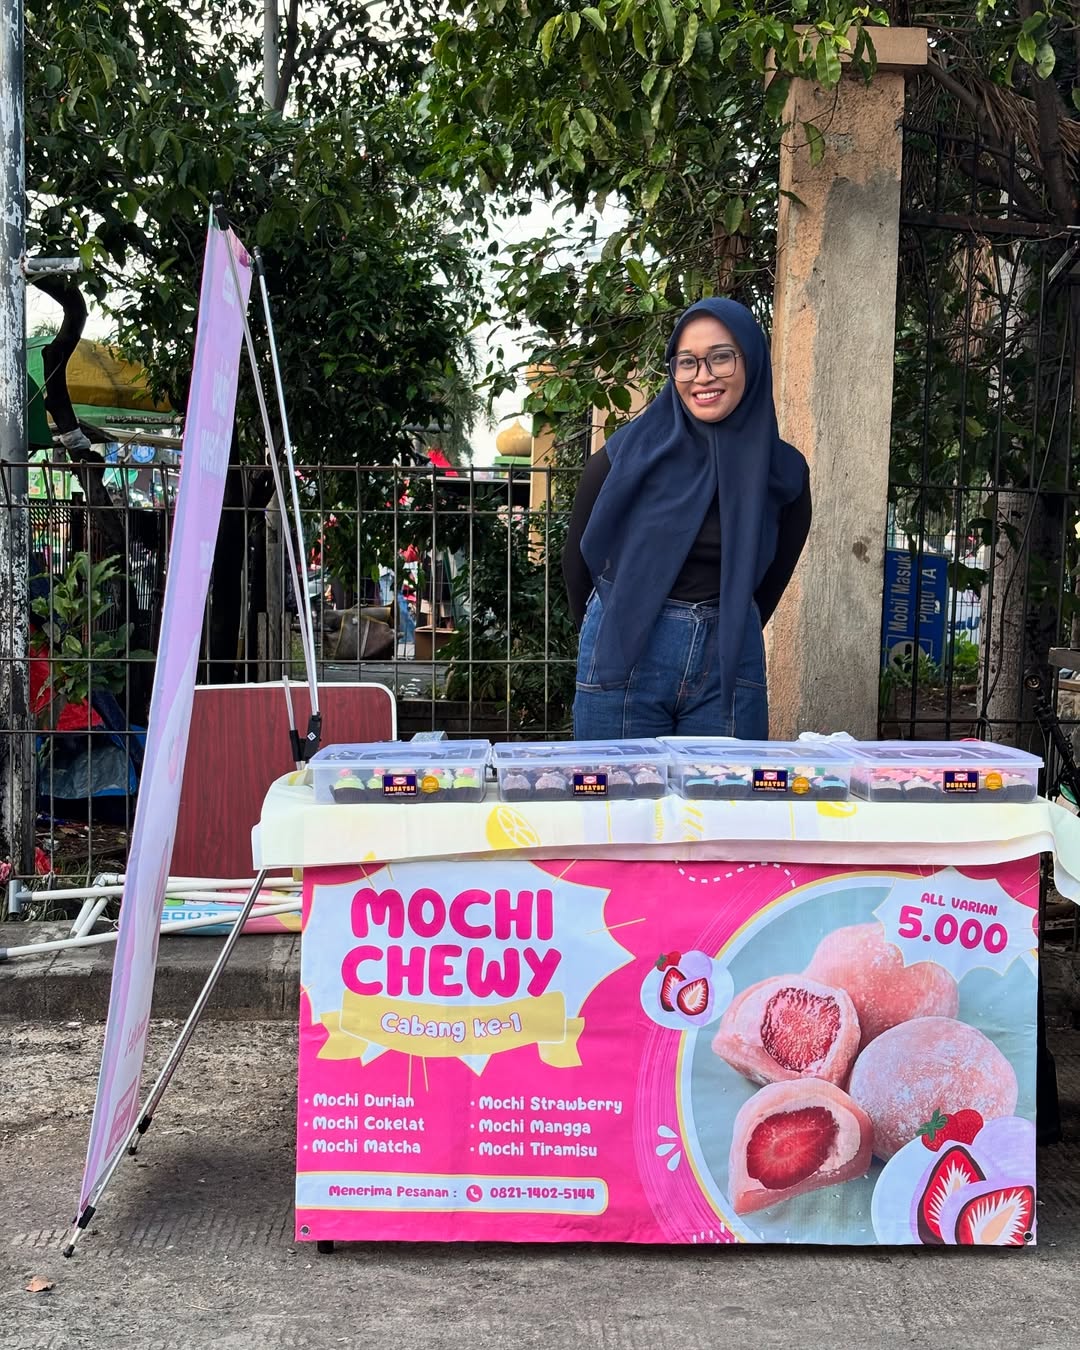 Mobil Masuk
Pintu 1A
DONATSU
DONATSU
DONATSU
DONATSU
MOCHI
CHEWY
Cabang ke-1
ALL VARIAN
5.000
• Mochi Durian
• Mochi Cokelat
• Mochi Matcha
• Mochi Strawberry
• Mochi Mangga
• Mochi Tiramisu
Menerima Pesanan : 0821-1402-5144